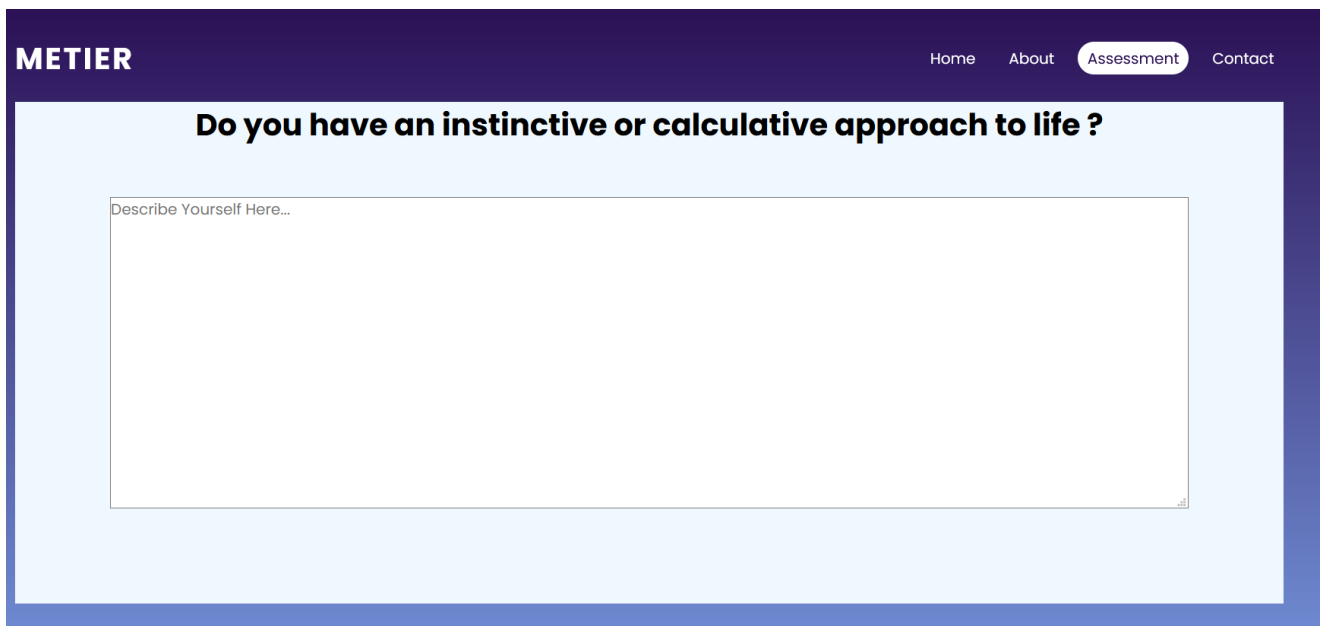 METIER
Home About Assessment Contact
Do you have an instinctive or calculative approach to life ?
Describe Yourself Here...